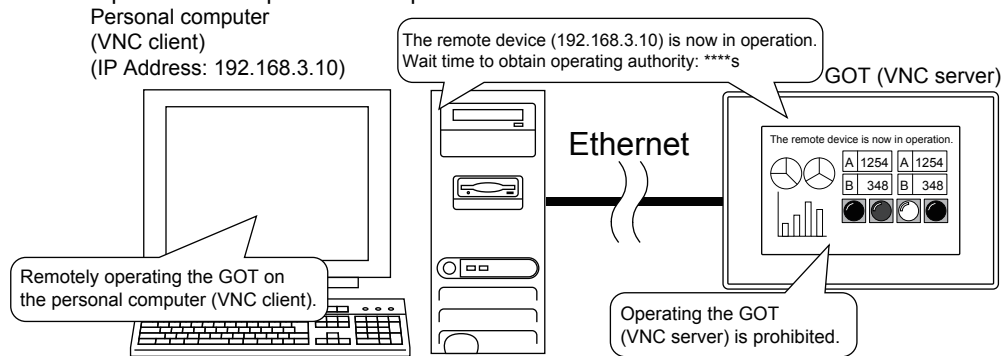 Personal computer
(VNC client)
(IP Address: 192.168.3.10)
The remote device (192.168.3.10) is now in operation.
Wait time to obtain operating authority: ****s
GOT (VNC server)
Ethernet
The remote device is now in operation.
A 1254 A 1254
B 348 B 348
Remotely operating the GOT on
the personal computer (VNC client).
Operating the GOT
(VNC server) is prohibited.